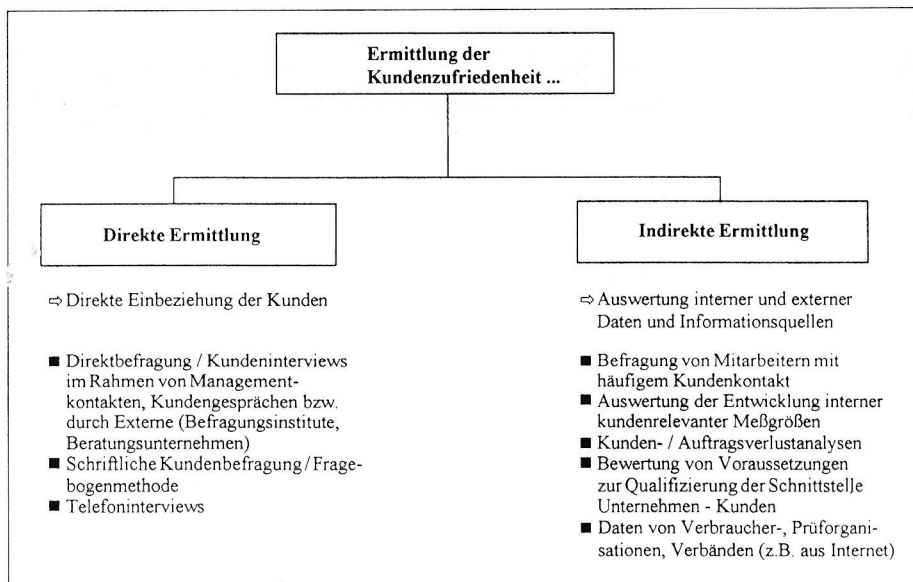 Ermittlung der
Kundenzufriedenheit ...
Direkte Ermittlung
⇨ Direkte Einbeziehung der Kunden
■ Direktbefragung / Kundeninterviews
im Rahmen von Management-
kontakten, Kundengesprächen bzw.
durch Externe (Befragungsinstitute,
Beratungsunternehmen)
■ Schriftliche Kundenbefragung / Frage-
bogenmethode
■ Telefoninterviews
Indirekte Ermittlung
⇨ Auswertung interner und externer
Daten und Informationsquellen
■ Befragung von Mitarbeitern mit
häufigem Kundenkontakt
■ Auswertung der Entwicklung interner
kundenrelevanter Meßgrößen
■ Kunden- / Auftragsverlustanalysen
■ Bewertung von Voraussetzungen
zur Qualifizierung der Schnittstelle
Unternehmen - Kunden
■ Daten von Verbraucher-, Prüforgani-
sationen, Verbänden (z.B. aus Internet)